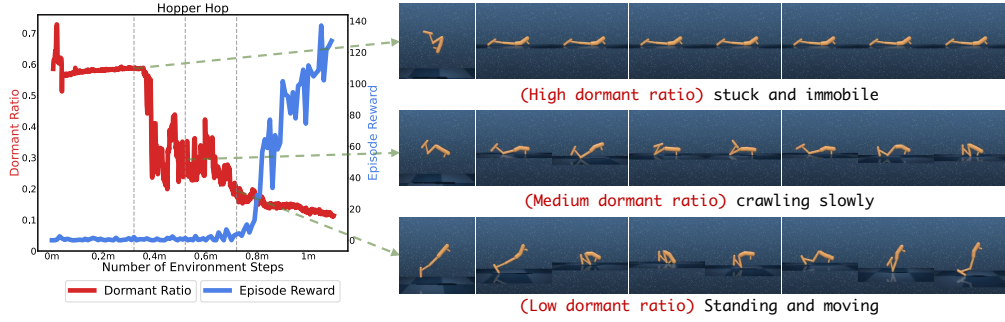 Hopper Hop
Dormant Ratio
0.7
0.6
0.5
0.4
0.3
0.2
0.1
0
140
120
100
80
60
40
20
0
Episode Reward
0m 0.2m 0.4m 0.6m 0.8m 1m
Number of Environment Steps
Dormant Ratio Episode Reward
(High dormant ratio) stuck and immobile
(Medium dormant ratio) crawling slowly
(Low dormant ratio) Standing and moving